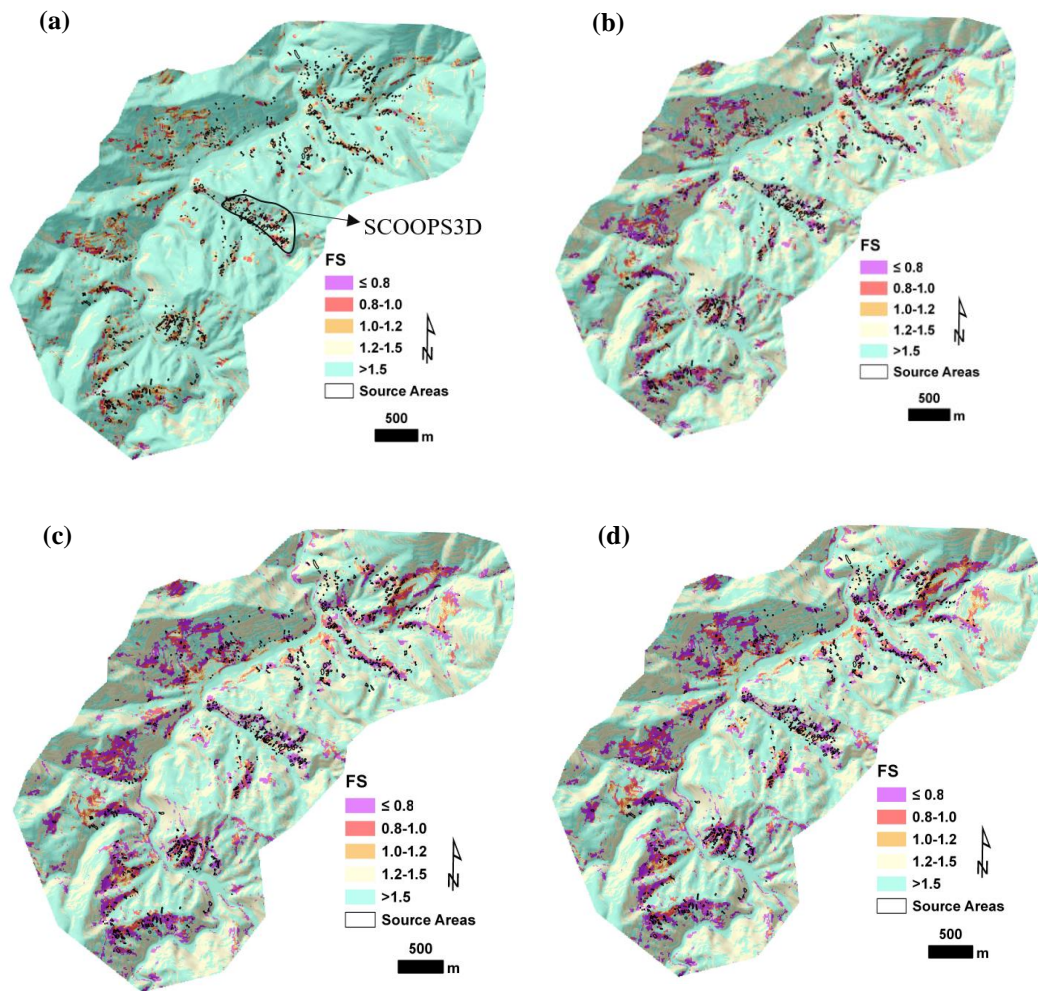 (a)
SCOOPS3D
FS
≤ 0.8
0.8-1.0
1.0-1.2
1.2-1.5
>1.5
Source Areas
N
500
m
(b)
FS
≤ 0.8
0.8-1.0
1.0-1.2
1.2-1.5
>1.5
Source Areas
N
500
m
(c)
FS
≤ 0.8
0.8-1.0
1.0-1.2
1.2-1.5
>1.5
Source Areas
N
500
m
(d)
FS
≤ 0.8
0.8-1.0
1.0-1.2
1.2-1.5
>1.5
Source Areas
N
500
m